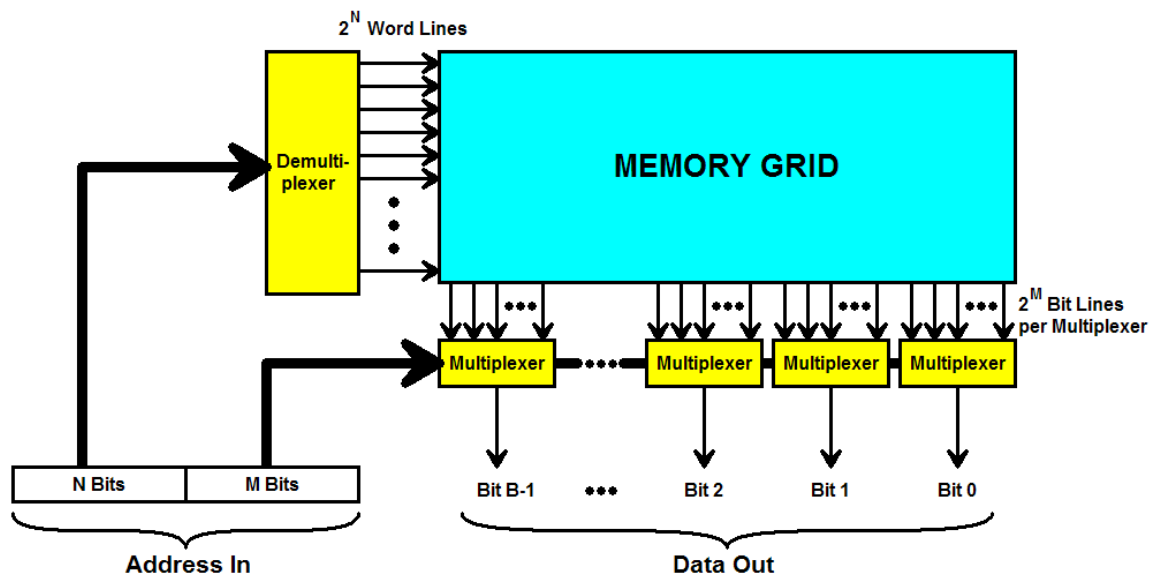 2^N Word Lines
Demulti-
plexer
MEMORY GRID
2^M Bit Lines
per Multiplexer
Multiplexer Multiplexer Multiplexer Multiplexer
N Bits M Bits
Bit B-1 Bit 2 Bit 1 Bit 0
Address In Data Out